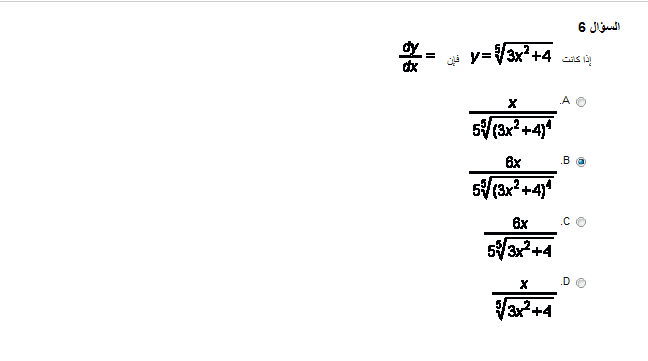 السؤال 6
إذا كانت y=⁵√(3x²+4) فإن dy/dx =
A. x / 5⁵√(3x²+4)⁴
B. 6x / 5⁵√(3x²+4)⁴
C. 6x / 5⁵√(3x²+4)
D. x / ⁵√(3x²+4)